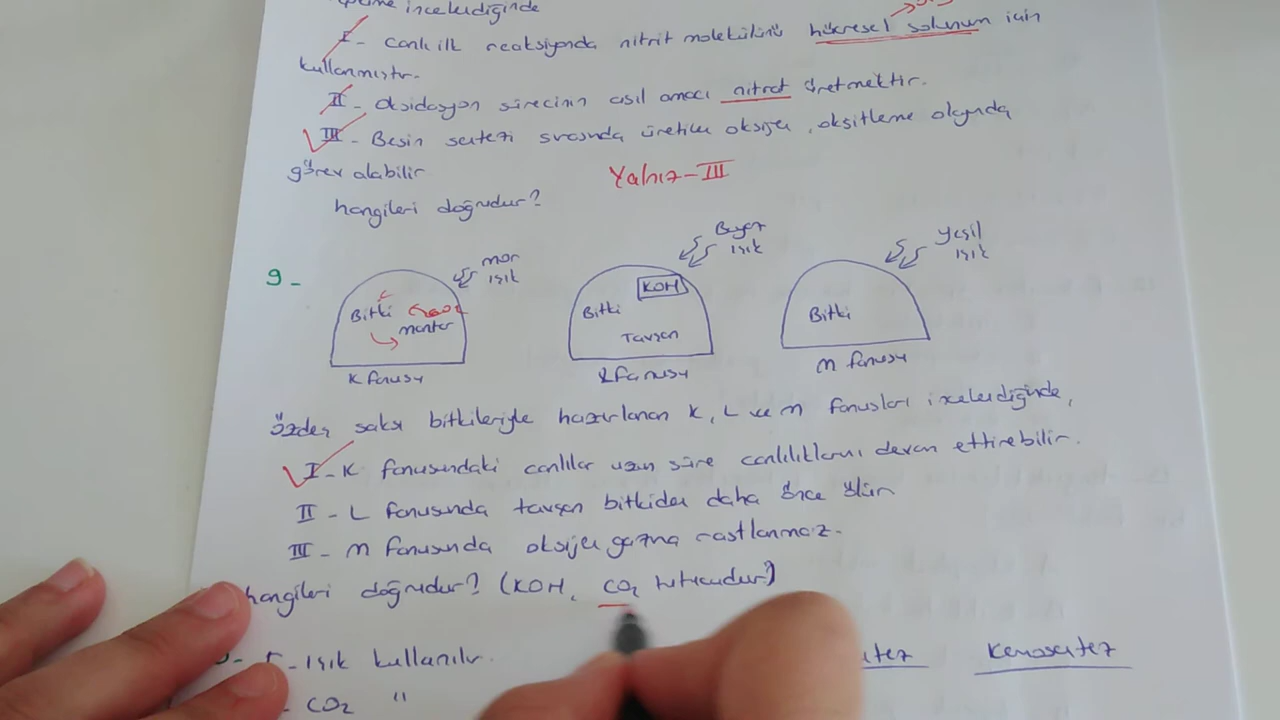 incelendiğinde
I- Canlı ilk reaksiyonda nitrit molekülünü hücresel solunum için
kullanmıştır.
II- Oksidasyon sürecinin asıl amacı nitrat üretmektir.
III- Besin sentezi sırasında üretilen oksijen, oksitleme olayında
görev alabilir
Yalnız-III
hangileri doğrudur?
9-
mor ışık
Beyaz ışık
Yeşil ışık
Bitki
mantar
K fanusu
KOH
Bitki
Tavşan
L fanusu
Bitki
M fanusu
Özdeş saksı bitkileriyle hazırlanan K, L ve M fanusları incelendiğinde,
I- K fanusundaki canlılar uzun süre canlılıklarını devam ettirebilir.
II- L fanusunda tavşan bitkiden daha önce ölür
III- M fanusunda oksijen gazına rastlanmaz.
hangileri doğrudur? (KOH, CO₂ tutucudur)
I- Işık kullanılır.
CO₂ "
Kemosentez